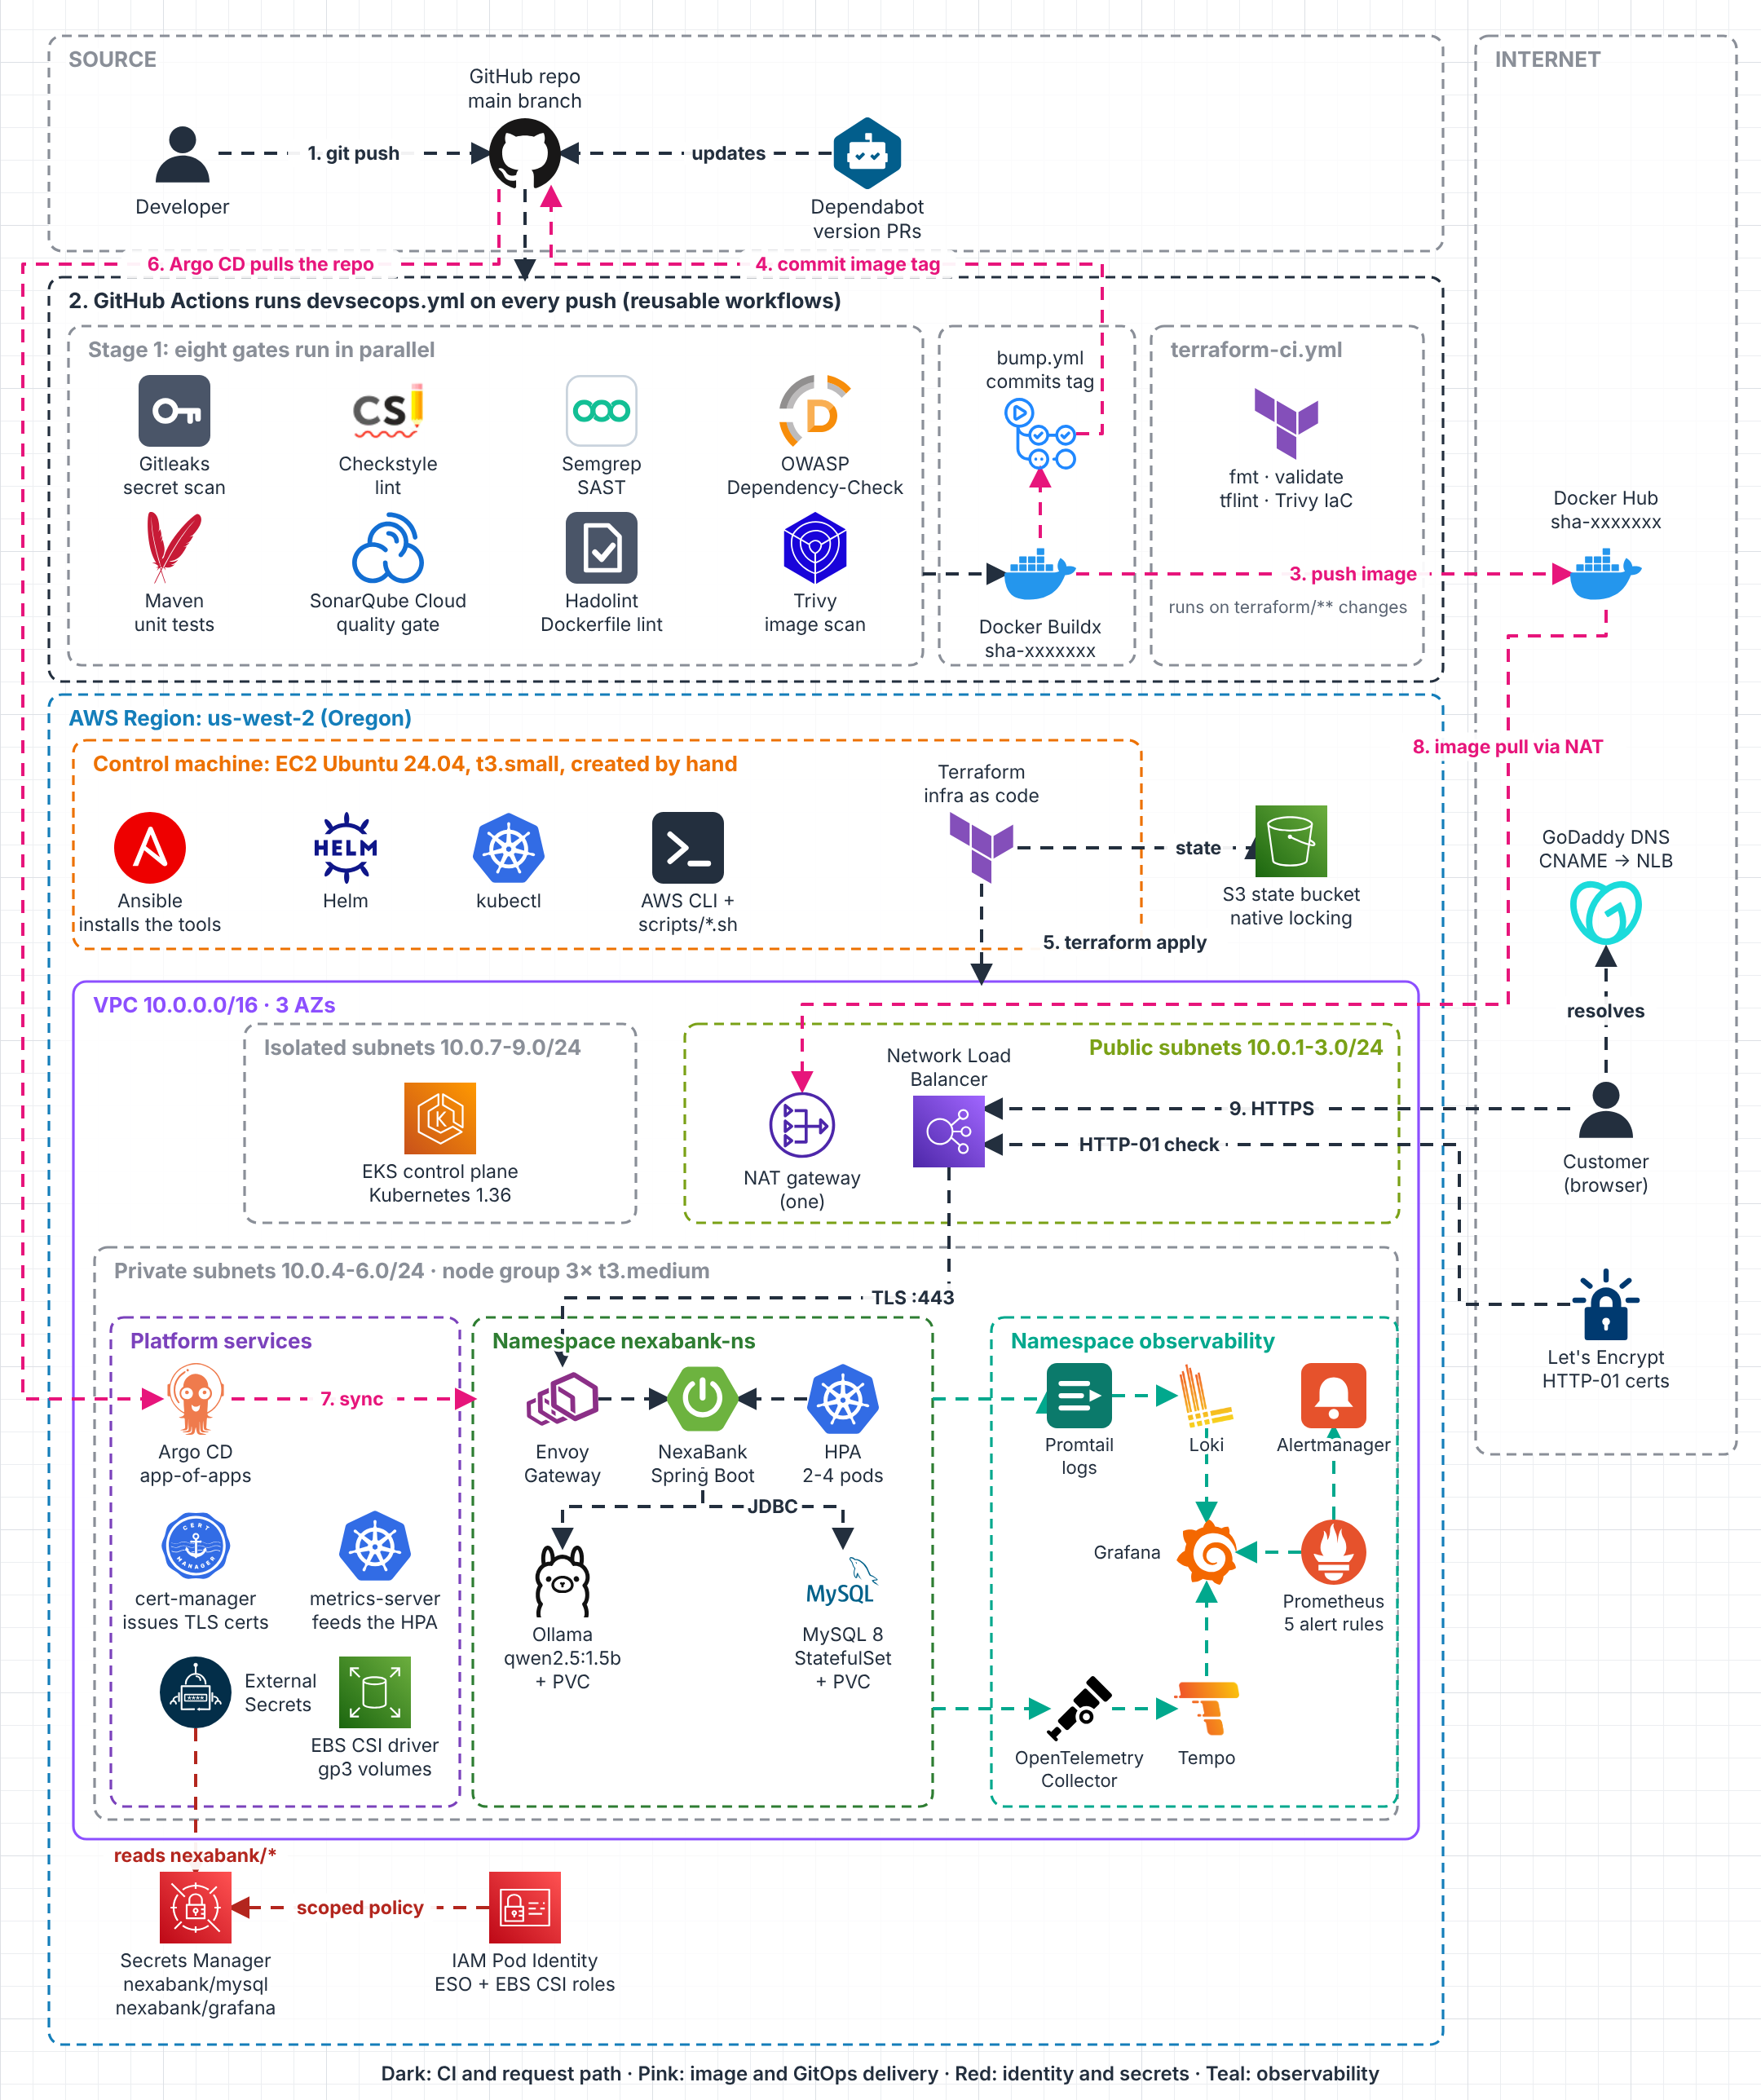 SOURCE
INTERNET
GitHub repo
main branch
1. git push
updates
Developer
Dependabot
version PRs
6. Argo CD pulls the repo
4. commit image tag
2. GitHub Actions runs devsecops.yml on every push (reusable workflows)
Stage 1: eight gates run in parallel
Gitleaks
secret scan
CS
Checkstyle
lint
Semgrep
SAST
D
OWASP
Dependency-Check
Maven
unit tests
SonarQube Cloud
quality gate
Hadolint
Dockerfile lint
Trivy
image scan
bump.yml
commits tag
Docker Buildx
sha-xxxxxxx
terraform-ci.yml
fmt · validate
tflint · Trivy IaC
3. push image
runs on terraform/** changes
Docker Hub
sha-xxxxxxx
8. image pull via NAT
AWS Region: us-west-2 (Oregon)
Control machine: EC2 Ubuntu 24.04, t3.small, created by hand
Ansible
installs the tools
HELM
Helm
kubectl
AWS CLI +
scripts/*.sh
Terraform
infra as code
state
S3 state bucket
native locking
5. terraform apply
GoDaddy DNS
CNAME → NLB
resolves
Customer
(browser)
Let's Encrypt
HTTP-01 certs
VPC 10.0.0.0/16 · 3 AZs
Isolated subnets 10.0.7-9.0/24
K
EKS control plane
Kubernetes 1.36
Public subnets 10.0.1-3.0/24
Network Load
Balancer
NAT gateway
(one)
9. HTTPS
HTTP-01 check
Private subnets 10.0.4-6.0/24 · node group 3× t3.medium
TLS :443
Platform services
Argo CD
app-of-apps
7. sync
CERT
MANAGER
cert-manager
issues TLS certs
metrics-server
feeds the HPA
External
Secrets
EBS CSI driver
gp3 volumes
Namespace nexabank-ns
Envoy
Gateway
NexaBank
Spring Boot
HPA
2-4 pods
JDBC
Ollama
qwen2.5:1.5b
+ PVC
MySQL
MySQL 8
StatefulSet
+ PVC
Namespace observability
Promtail
logs
Loki
Alertmanager
Grafana
Prometheus
5 alert rules
OpenTelemetry
Collector
Tempo
reads nexabank/*
scoped policy
Secrets Manager
nexabank/mysql
nexabank/grafana
IAM Pod Identity
ESO + EBS CSI roles
Dark: CI and request path · Pink: image and GitOps delivery · Red: identity and secrets · Teal: observability